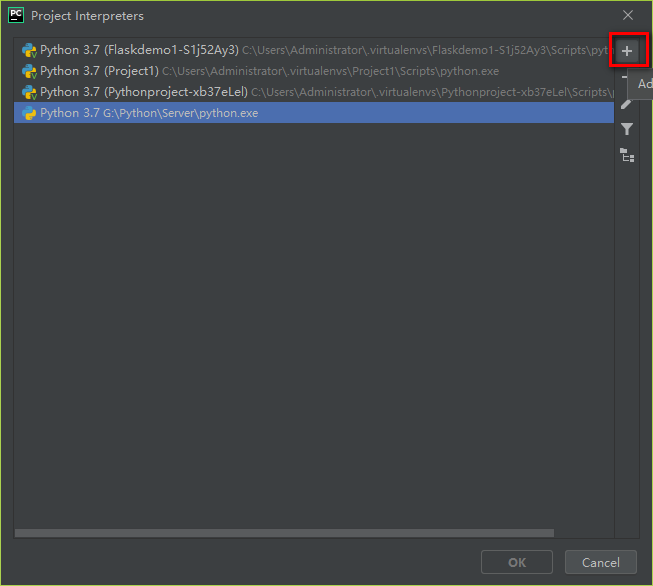 PC Project Interpreters
Python 3.7 (Flaskdemo1-S1j52Ay3) C:\Users\Administrator\.virtualenvs\Flaskdemo1-S1j52Ay3\Scripts\pyth
Python 3.7 (Project1) C:\Users\Administrator\.virtualenvs\Project1\Scripts\python.exe
Ad
Python 3.7 (Pythonproject-xb37eLel) C:\Users\Administrator\.virtualenvs\Pythonproject-xb37eLel\Scripts\
Python 3.7 G:\Python\Server\python.exe
OK Cancel